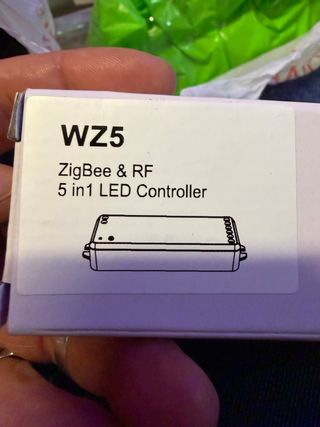 WZ5
ZigBee & RF
5 in1 LED Controller